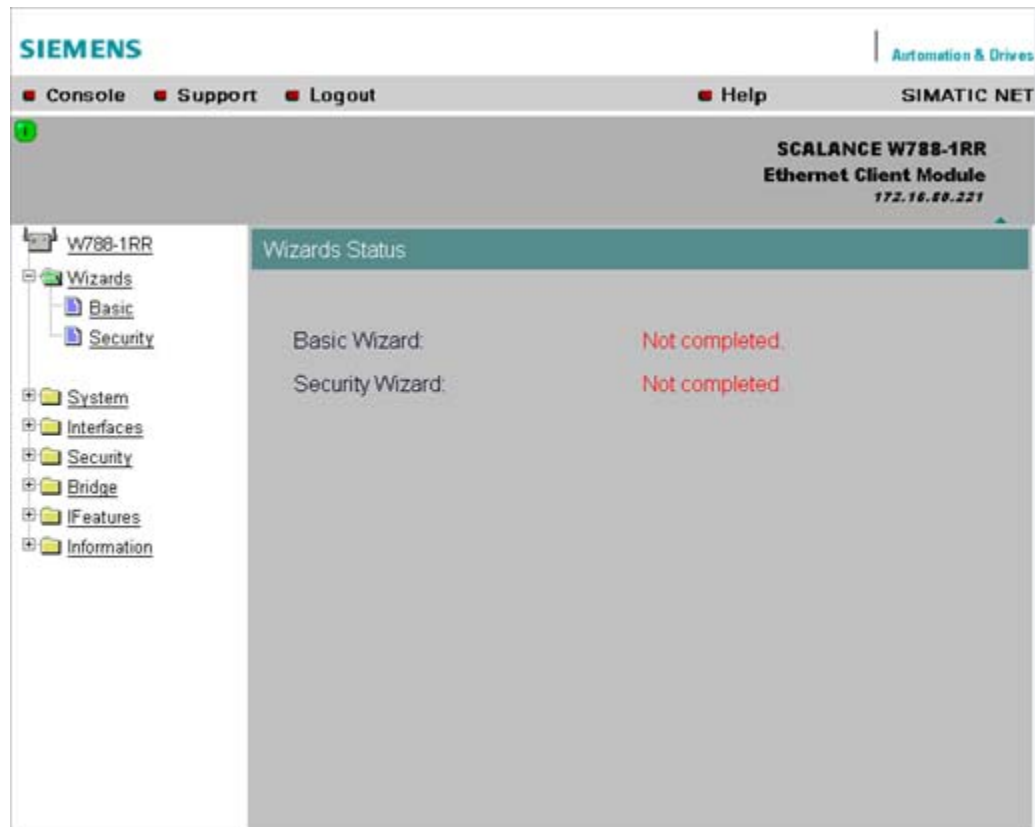 SIEMENS
Automation & Drives
Console Support Logout Help SIMATIC NET
SCALANCE W788-1RR
Ethernet Client Module
W788-1RR
Wizards
Basic
Security
System
Interfaces
Security
Bridge
IFeatures
Information
Wizards Status
Basic Wizard: Not completed.
Security Wizard: Not completed.